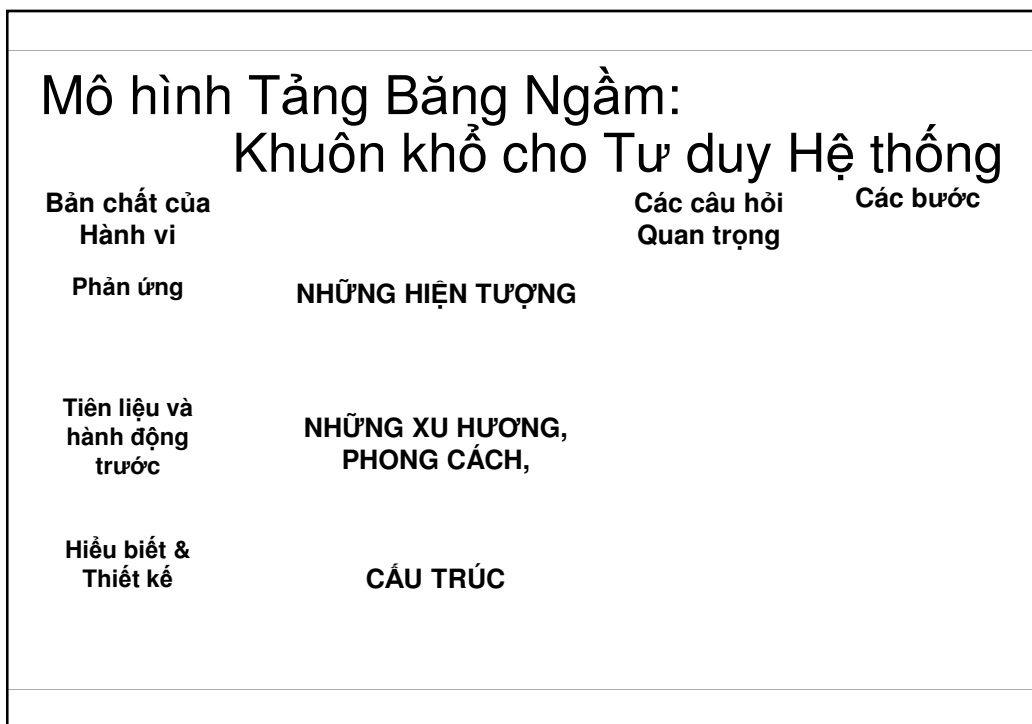 Mô hình Tảng Băng Ngầm:
Khuôn khổ cho Tư duy Hệ thống
Bản chất của
Hành vi
Các câu hỏi
Quan trọng
Các bước
Phản ứng
NHỮNG HIỆN TƯỢNG
Tiên liệu và
hành động
trước
NHỮNG XU HƯƠNG,
PHONG CÁCH,
Hiểu biết &
Thiết kế
CẤU TRÚC